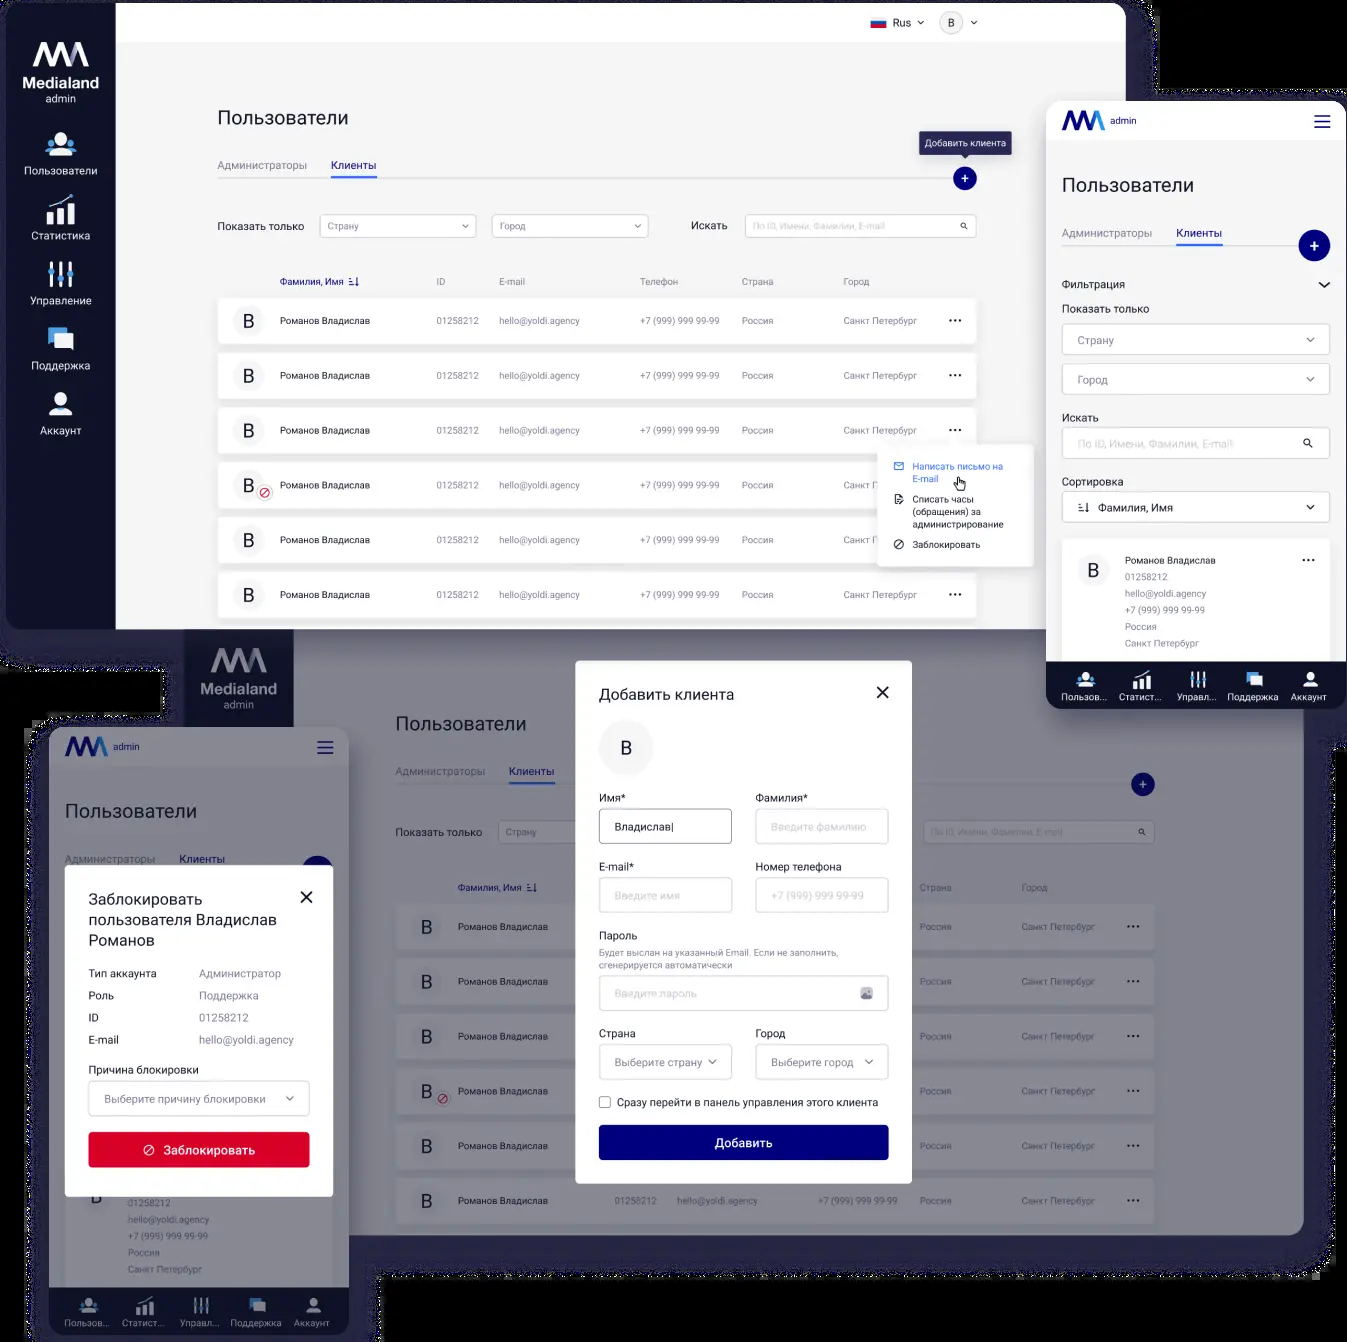 Medialand
admin
Пользователи
Статистика
Управление
Поддержка
Аккаунт
Rus
В
Пользователи
Администраторы
Клиенты
Добавить клиента
+
Показать только
Страну
Город
Искать
По ID, Имени, Фамилии, E-mail
Фамилия, Имя
ID
E-mail
Телефон
Страна
Город
В Романов Владислав 01258212 hello@yoldi.agency +7 (999) 999 99-99 Россия Санкт Петербург
В Романов Владислав 01258212 hello@yoldi.agency +7 (999) 999 99-99 Россия Санкт Петербург
В Романов Владислав 01258212 hello@yoldi.agency +7 (999) 999 99-99 Россия Санкт Петербург
В Романов Владислав 01258212 hello@yoldi.agency +7 (999) 999 99-99 Россия Санкт Г
В Романов Владислав 01258212 hello@yoldi.agency +7 (999) 999 99-99 Россия Санкт Г
В Романов Владислав 01258212 hello@yoldi.agency +7 (999) 999 99-99 Россия Санкт Петербург
Написать письмо на
E-mail
Списать часы
(обращения) за
администрирование
Заблокировать
admin
Пользователи
Администраторы
Клиенты
+
Фильтрация
Показать только
Страну
Город
Искать
По ID, Имени, Фамилии, E-mail
Сортировка
Фамилия, Имя
В
Романов Владислав
01258212
hello@yoldi.agency
+7 (999) 999 99-99
Россия
Санкт Петербург
Пользов...
Статист...
Управл...
Поддержка
Аккаунт
Medialand
admin
Пользователи
Администраторы
Клиенты
+
Показать только
Страну
По ID, Имени, Фамилии, E-mail
Фамилия, Имя
Страна
Город
В Романов Владислав Россия Санкт Петербург
В Романов Владислав Россия Санкт Петербург
В Романов Владислав Россия Санкт Петербург
В Романов Владислав Россия Санкт Петербург
В Романов Владислав Россия Санкт Петербург
В Романов Владислав 01258212 hello@yoldi.agency +7 (999) 999 99-99 Россия Санкт Петербург
Добавить клиента
В
Имя*
Фамилия*
Владислав
Введите фамилию
E-mail*
Номер телефона
Введите имя
+7 (999) 999 99-99
Пароль
Будет выслан на указанный Email. Если не заполнить,
сгенерируется автоматически
Введите пароль
Страна
Город
Выберите страну
Выберите город
Сразу перейти в панель управления этого клиента
Добавить
admin
Пользователи
Администраторы
Клиенты
Заблокировать
пользователя Владислав
Романов
Тип аккаунта Администратор
Роль Поддержка
ID 01258212
E-mail hello@yoldi.agency
Причина блокировки
Выберите причину блокировки
Заблокировать
01258212
hello@yoldi.agency
+7 (999) 999 99-99
Россия
Санкт Петербург
Пользов...
Статист...
Управл...
Поддержка
Аккаунт